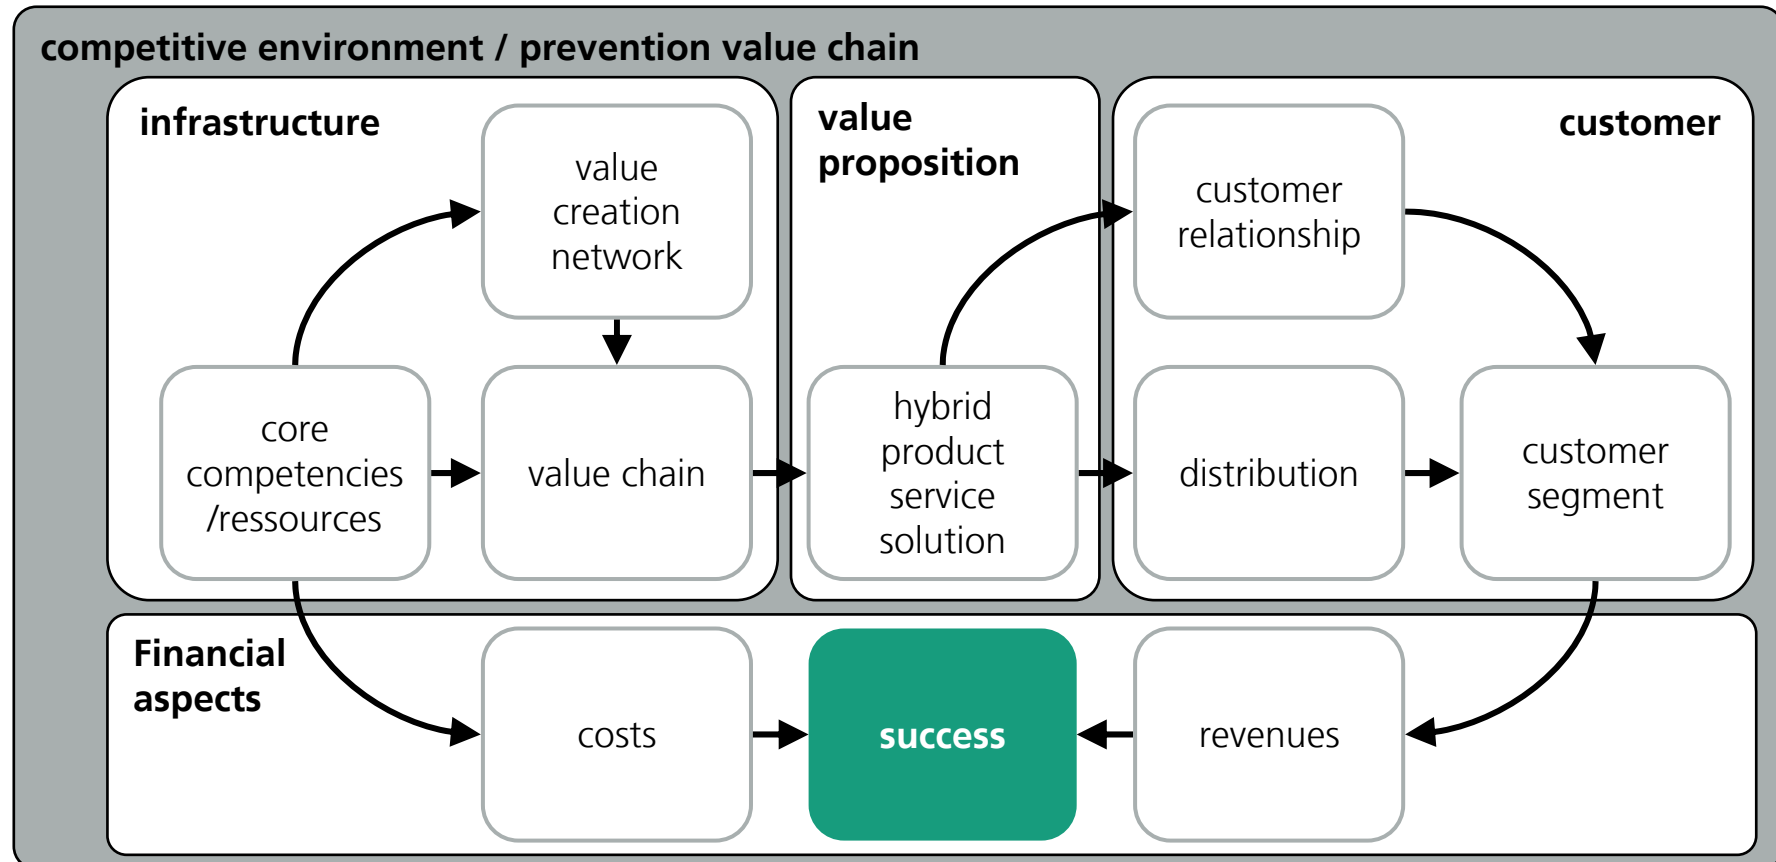 competitive environment / prevention value chain
infrastructure
value
creation
network
core
competencies
/ressources
value chain
value
proposition
hybrid
product
service
solution
customer
customer
relationship
distribution
customer
segment
Financial
aspects
costs
success
revenues